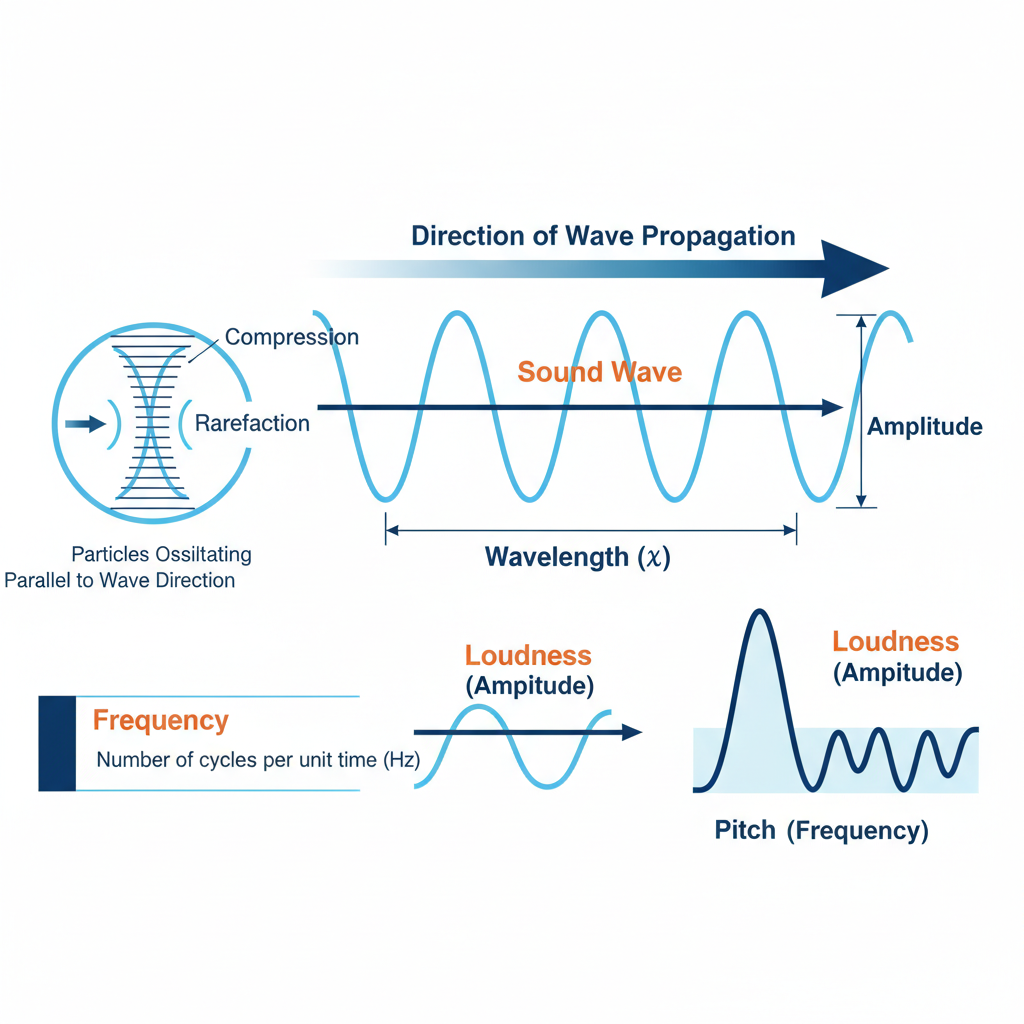 Direction of Wave Propagation
Compression
Sound Wave
Rarefaction
Amplitude
Particles Ossiltating
Parallel to Wave Direction
Wavelength (χ)
Loudness
(Ampitude)
Loudness
(Ampitude)
Frequency
Number of cycles per unit time (Hz)
Pitch (Frequency)